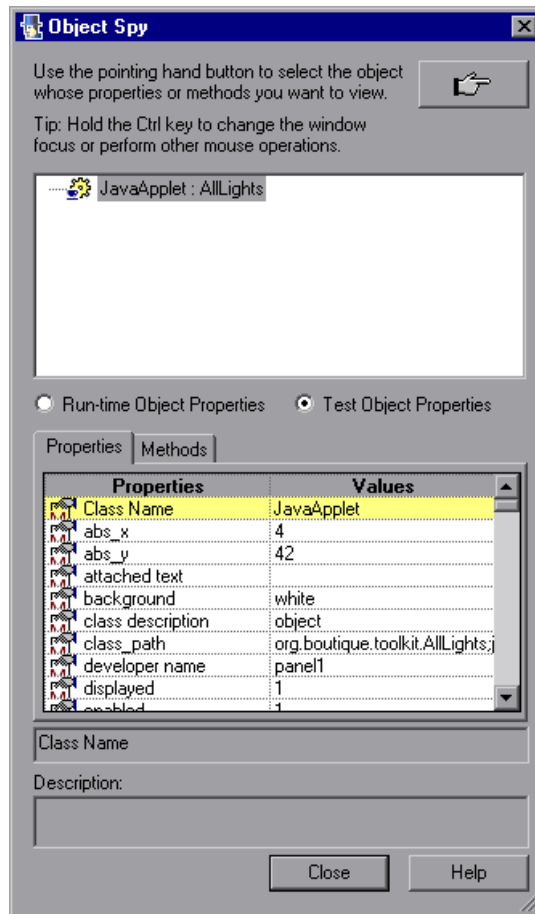 Object Spy
Use the pointing hand button to select the object
whose properties or methods you want to view.
Tip: Hold the Ctrl key to change the window
focus or perform other mouse operations.
JavaApplet : AllLights
Run-time Object Properties Test Object Properties
Properties Methods
Properties Values
Class Name JavaApplet
abs_x 4
abs_y 42
attached text
background white
class description object
class_path org.boutique.toolkit.AllLights;j
developer name panel1
displayed 1
enabled 1
Class Name
Description:
Close Help